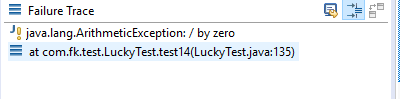 Failure Trace
java.lang.ArithmeticException: / by zero
at com.fk.test.LuckyTest.test14(LuckyTest.java:135)